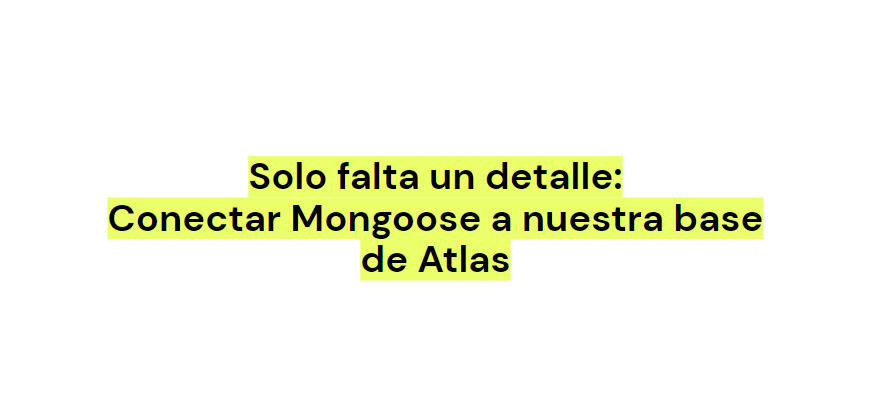 Solo falta un detalle:
Conectar Mongoose a nuestra base
de Atlas